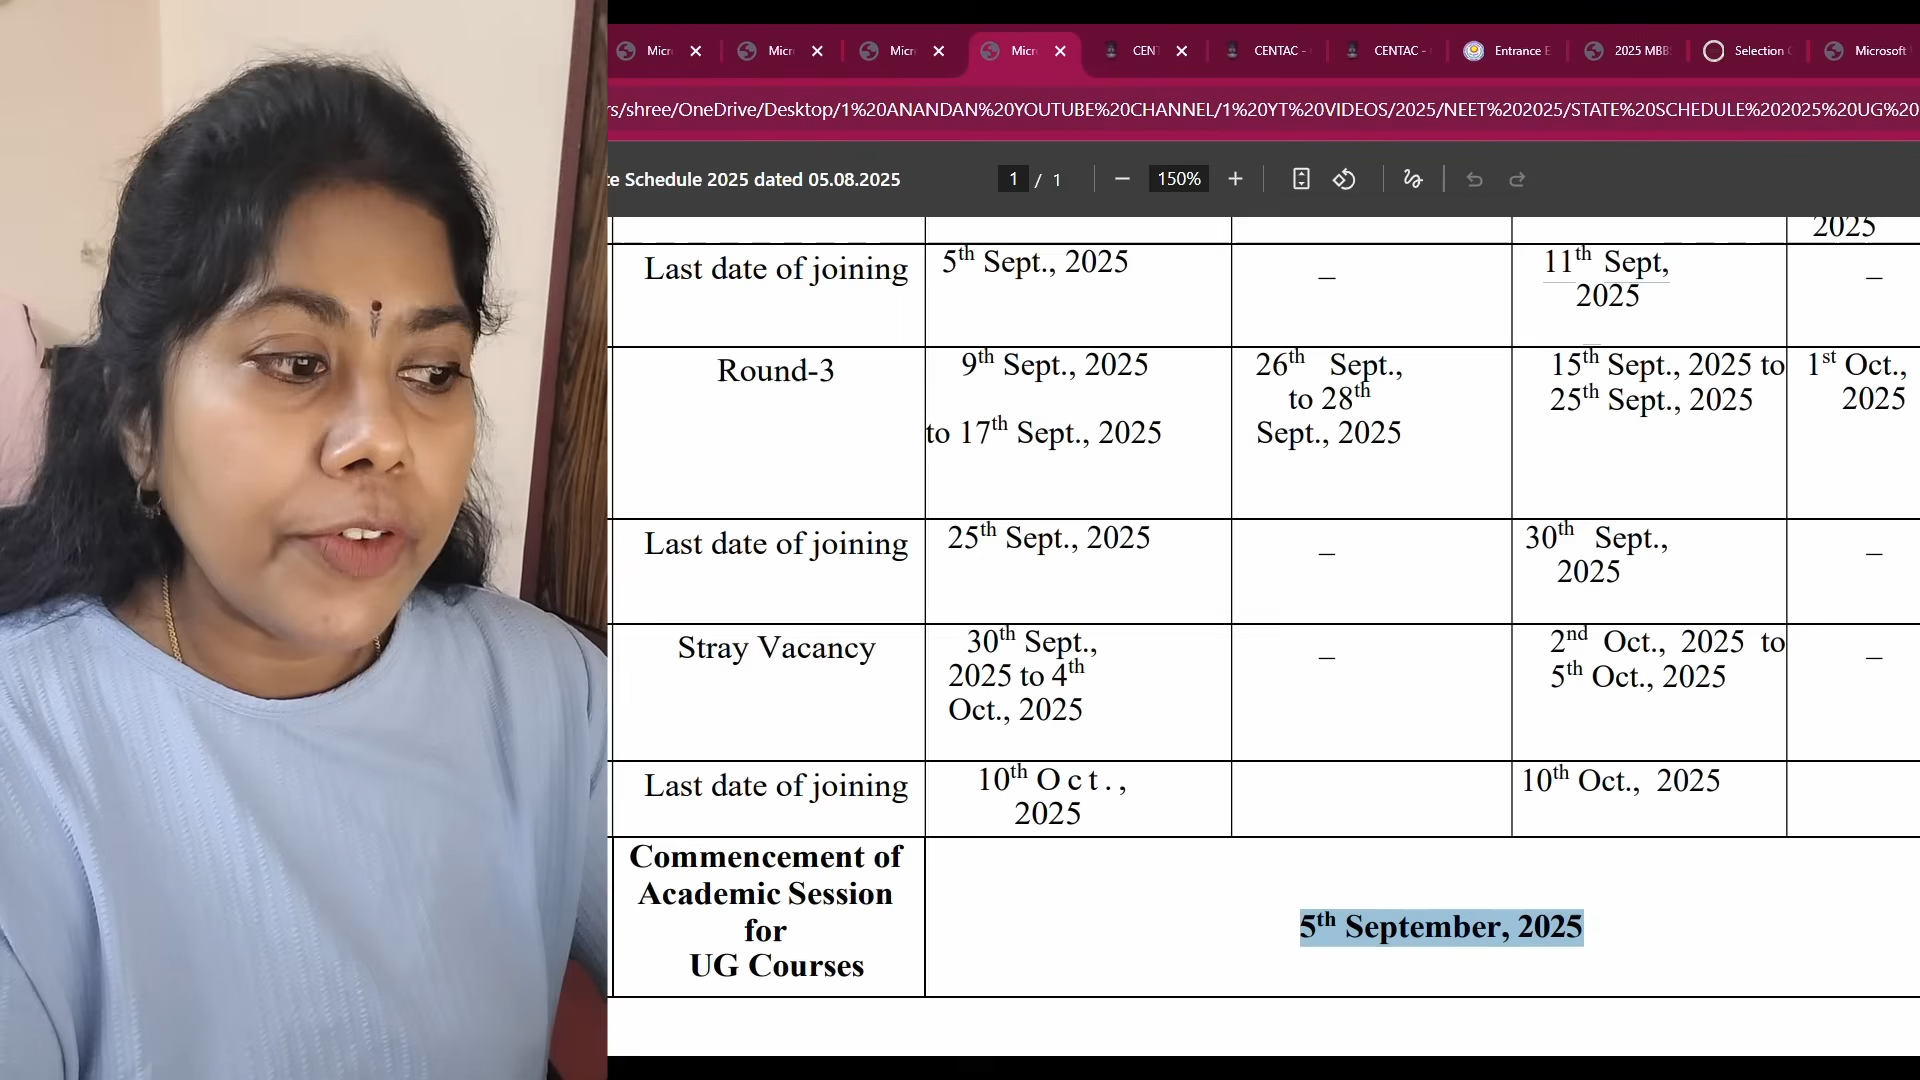 Micr
Micr
Micr
Micr
CENT
CENTAC -
CENTAC -
Entrance E
2025 MBB
Selection
Microsoft
rs/shree/OneDrive/Desktop/1%20ANANDAN%20YOUTUBE%20CHANNEL/1%20YT%20VIDEOS/2025/NEET%202025/STATE%20SCHEDULE%202025%20UG%20
te Schedule 2025 dated 05.08.2025
1 / 1
150%
2025
Last date of joining
5th Sept., 2025
–
11th Sept,
2025
–
Round-3
9th Sept., 2025
to 17th Sept., 2025
26th Sept.,
to 28th
Sept., 2025
15th Sept., 2025 to
25th Sept., 2025
1st Oct.,
2025
Last date of joining
25th Sept., 2025
–
30th Sept.,
2025
–
Stray Vacancy
30th Sept.,
2025 to 4th
Oct., 2025
–
2nd Oct., 2025 to
5th Oct., 2025
–
Last date of joining
10th Oct.,
2025
10th Oct., 2025
Commencement of
Academic Session
for
UG Courses
5th September, 2025